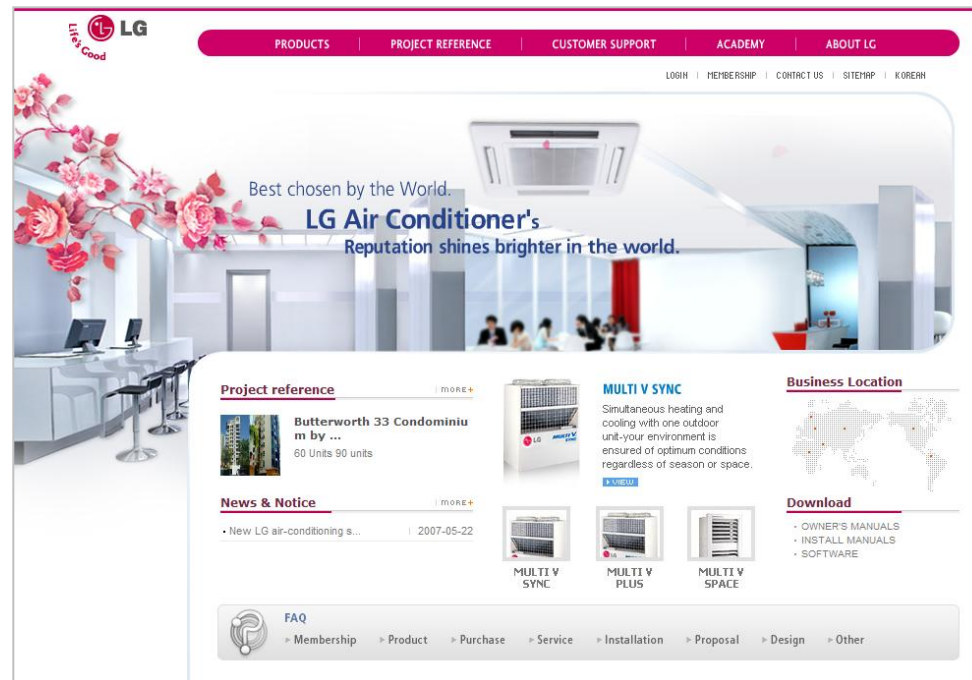 Life's Good
LG
PRODUCTS
PROJECT REFERENCE
CUSTOMER SUPPORT
ACADEMY
ABOUT LG
LOGIN | MEMBERSHIP | CONTACT US | SITEMAP | KOREAN
Best chosen by the World.
LG Air Conditioner's
Reputation shines brighter in the world.
Project reference
MORE+
Butterworth 33 Condominiu
m by ...
60 Units 90 units
News & Notice
MORE+
New LG air-conditioning s...
2007-05-22
LG
MULTI V
SYNC
MULTI V SYNC
Simultaneous heating and
cooling with one outdoor
unit-your environment is
ensured of optimum conditions
regardless of season or space.
VIEW
MULTI V
SYNC
MULTI V
PLUS
MULTI V
SPACE
Business Location
Download
OWNER'S MANUALS
INSTALL MANUALS
SOFTWARE
FAQ
Membership
Product
Purchase
Service
Installation
Proposal
Design
Other